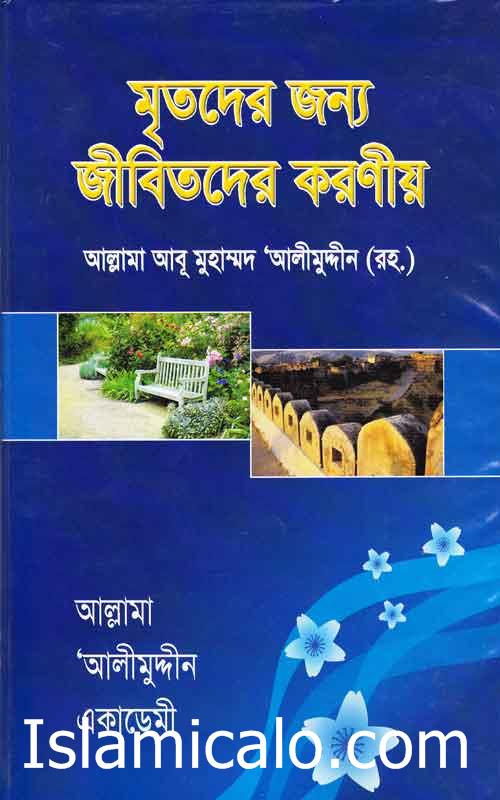 মৃতদের জন্য
জীবিতদের করণীয়
আল্লামা আবূ মুহাম্মদ ‘আলীমুদ্দীন (রহ.)
আল্লামা
‘আলীমুদ্দীন
একাডেমী
Islamicalo.com